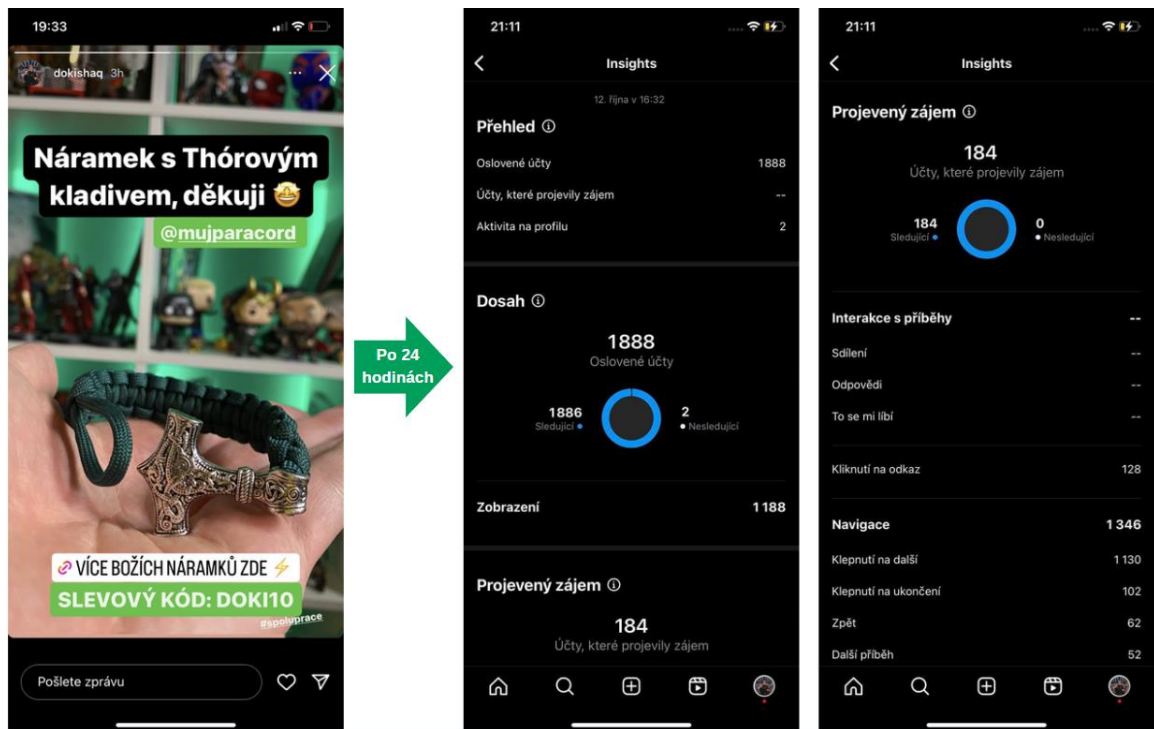 19:33
dokishaq 3h
Náramek s Thórovým
kladivem, děkuji 🤩
@mujparacord
VÍCE BOŽÍCH NÁRAMKŮ ZDE ⚡
SLEVOVÝ KÓD: DOKI10
#spoluprace
Pošlete zprávu
Po 24
hodinách
21:11
Insights
12. října v 16:32
Přehled
Oslovené účty 1888
Účty, které projevily zájem --
Aktivita na profilu 2
Dosah
1888
Oslovené účty
1886 2
Sledující Nesledující
Zobrazení 1 188
Projevený zájem
184
Účty, které projevily zájem
21:11
Insights
Projevený zájem
184
Účty, které projevily zájem
184 0
Sledující Nesledující
Interakce s příběhy --
Sdílení --
Odpovědi --
To se mi líbí --
Kliknutí na odkaz 128
Navigace 1 346
Klepnutí na další 1 130
Klepnutí na ukončení 102
Zpět 62
Další příběh 52